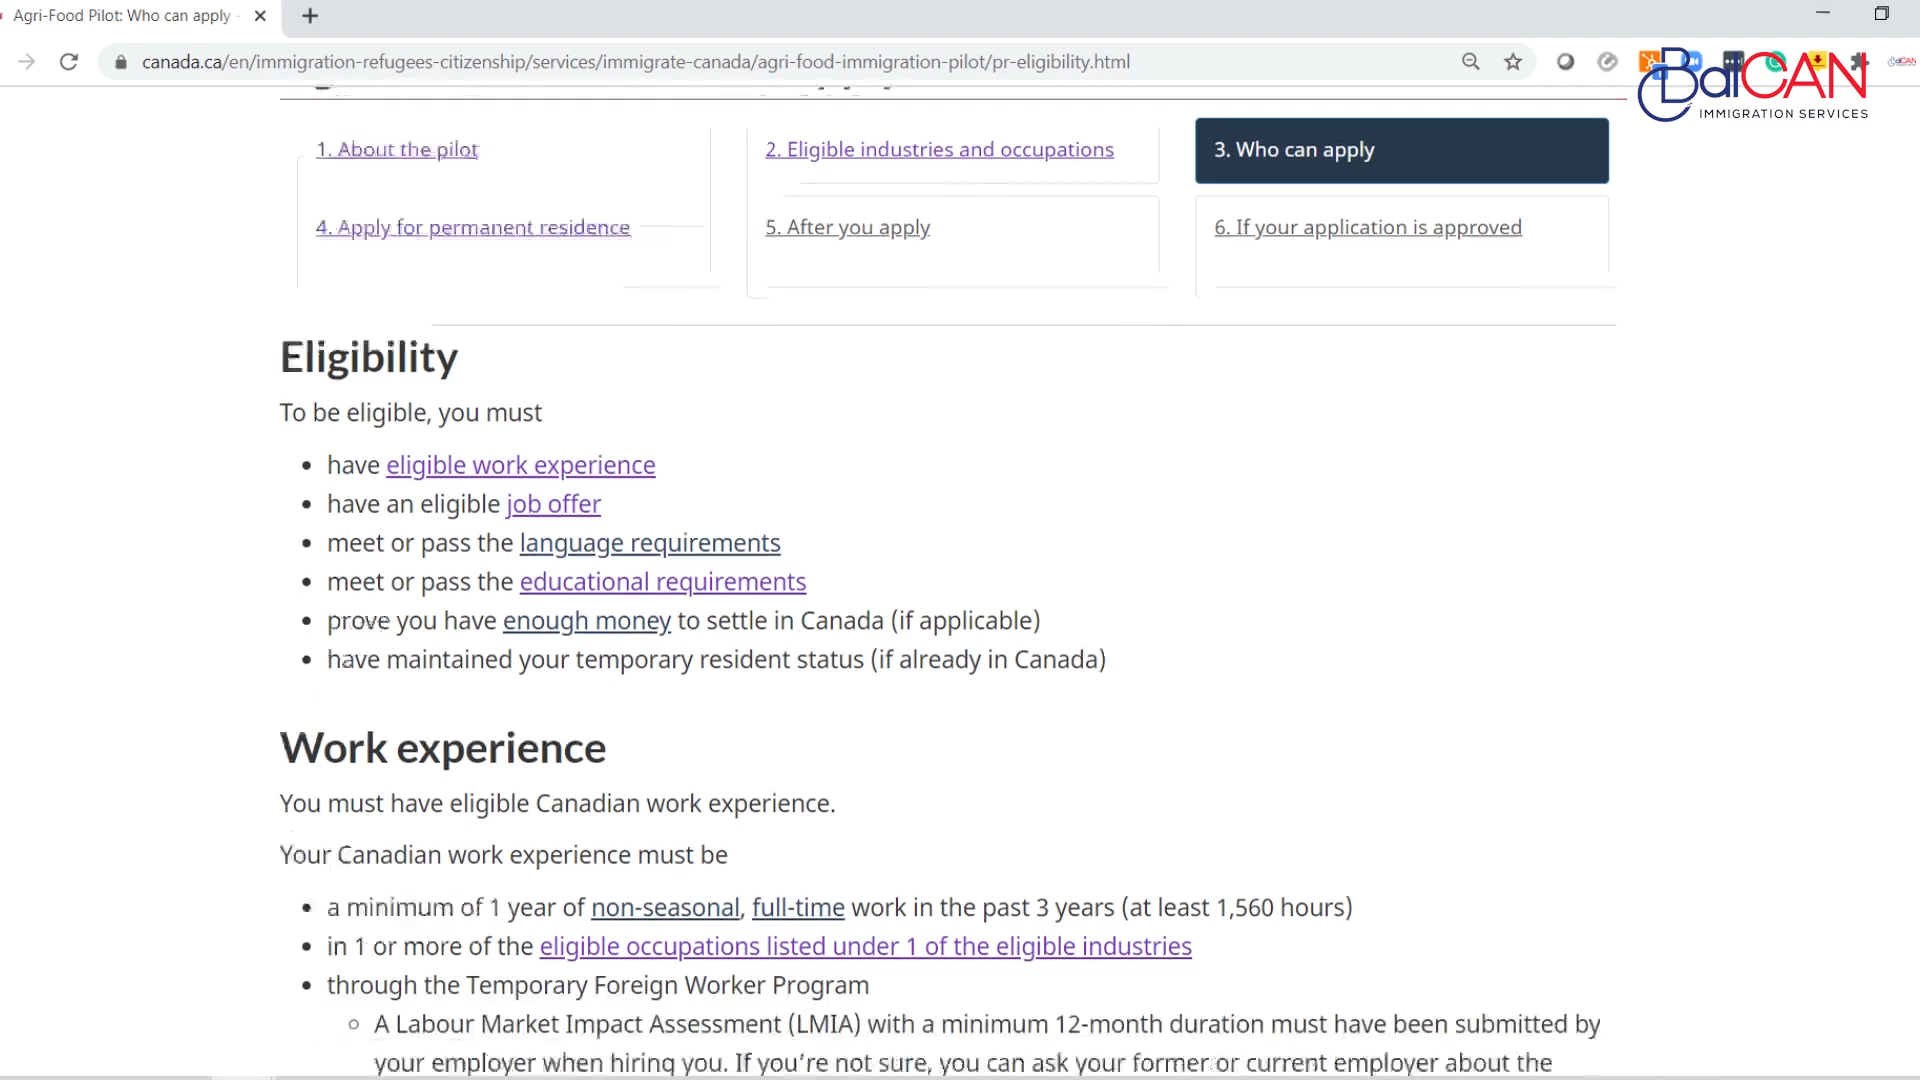 Agri-Food Pilot: Who can apply
canada.ca/en/immigration-refugees-citizenship/services/immigrate-canada/agri-food-immigration-pilot/pr-eligibility.html
BalCAN
IMMIGRATION SERVICES
1. About the pilot
2. Eligible industries and occupations
3. Who can apply
4. Apply for permanent residence
5. After you apply
6. If your application is approved
Eligibility
To be eligible, you must
have eligible work experience
have an eligible job offer
meet or pass the language requirements
meet or pass the educational requirements
prove you have enough money to settle in Canada (if applicable)
have maintained your temporary resident status (if already in Canada)
Work experience
You must have eligible Canadian work experience.
Your Canadian work experience must be
a minimum of 1 year of non-seasonal, full-time work in the past 3 years (at least 1,560 hours)
in 1 or more of the eligible occupations listed under 1 of the eligible industries
through the Temporary Foreign Worker Program
A Labour Market Impact Assessment (LMIA) with a minimum 12-month duration must have been submitted by
your employer when hiring you. If you’re not sure, you can ask your former or current employer about the